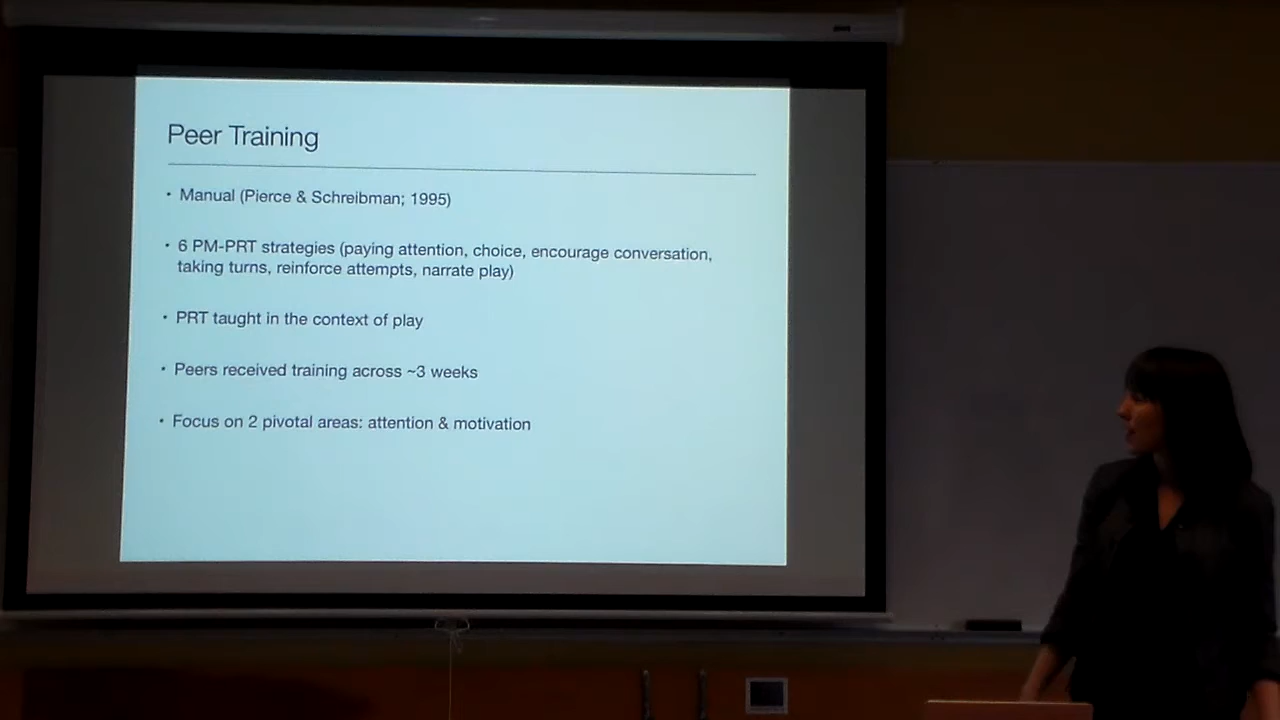 Peer Training
• Manual (Pierce & Schreibman; 1995)
• 6 PM-PRT strategies (paying attention, choice, encourage conversation,
taking turns, reinforce attempts, narrate play)
• PRT taught in the context of play
• Peers received training across ~3 weeks
• Focus on 2 pivotal areas: attention & motivation